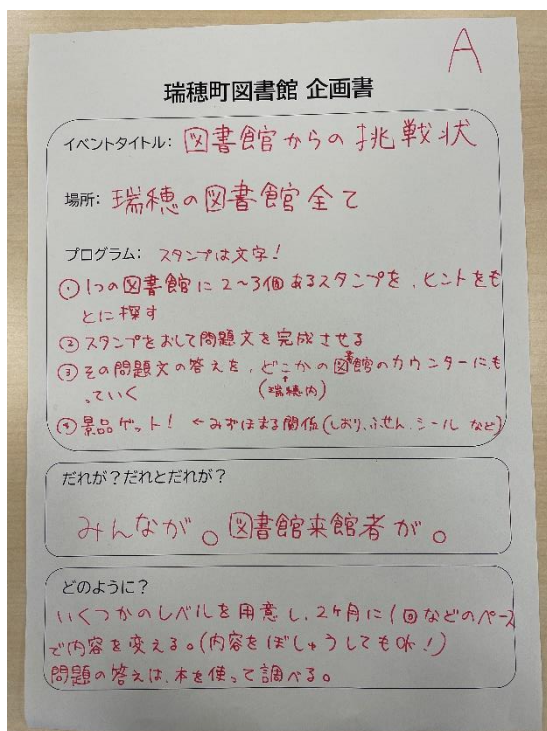 A
瑞穂町図書館 企画書
イベントタイトル: 図書館からの挑戦状
場所: 瑞穂の図書館全て
プログラム: スタンプは文字!
①1つの図書館に2~3個あるスタンプを、ヒントをも
とに探す
②スタンプをおして問題文を完成させる
③その問題文の答えを、どこかの図書館のカウンターにも
っていく
(瑞穂内)
④景品ゲット! ←みずほまる関係(しおり、ふせん、シールなど)
だれが?だれとだれが?
みんなが。図書館来館者が。
どのように?
いくつかのレベルを用意し、2ヶ月に1回などのペース
で内容を変える。(内容をぼしゅうしてもOk!)
問題の答えは、本を使って調べる。